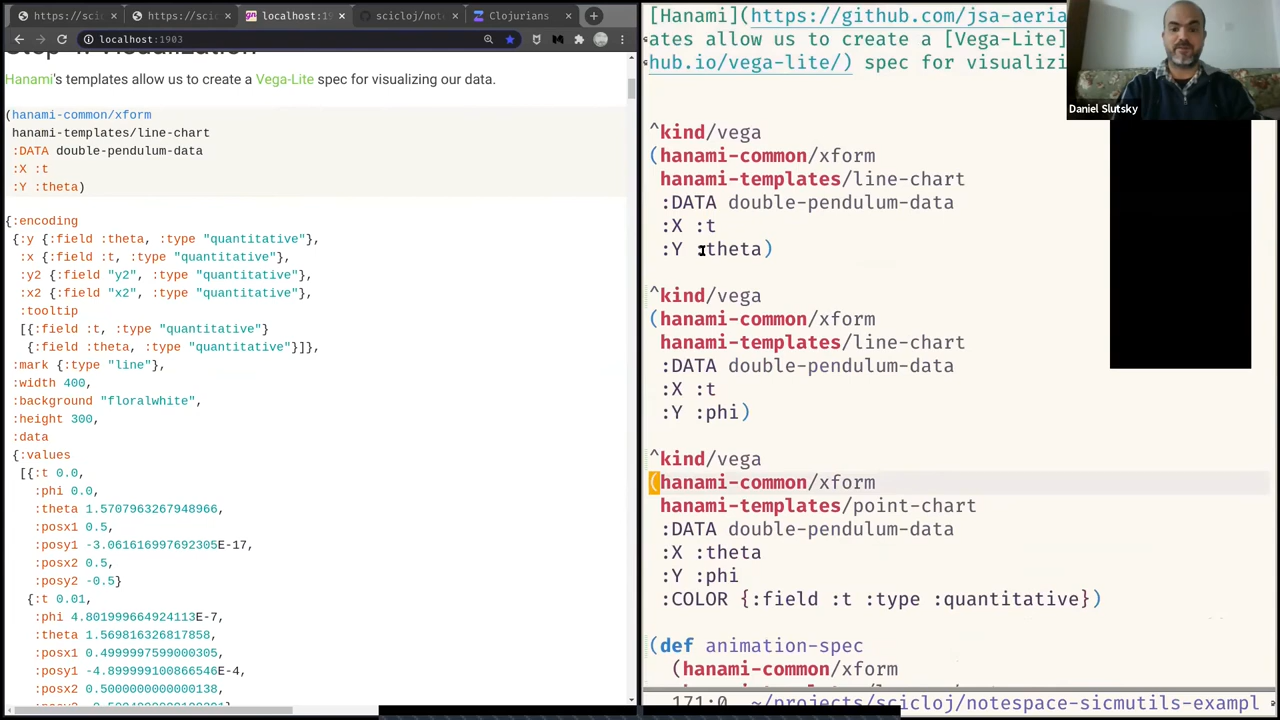 https://scic
https://scic
localhost:19
scicloj/note
Clojurians
localhost:1903
Hanami's templates allow us to create a Vega-Lite spec for visualizing our data.
(hanami-common/xform
hanami-templates/line-chart
:DATA double-pendulum-data
:X :t
:Y :theta)
{:encoding
{:y {:field :theta, :type "quantitative"},
:x {:field :t, :type "quantitative"},
:y2 {:field "y2", :type "quantitative"},
:x2 {:field "x2", :type "quantitative"},
:tooltip
[{:field :t, :type "quantitative"}
{:field :theta, :type "quantitative"}]},
:mark {:type "line"},
:width 400,
:background "floralwhite",
:height 300,
:data
{:values
[{:t 0.0,
:phi 0.0,
:theta 1.5707963267948966,
:posx1 0.5,
:posy1 -3.061616997692305E-17,
:posx2 0.5,
:posy2 -0.5}
{:t 0.01,
:phi 4.801999664924113E-7,
:theta 1.569816326817858,
:posx1 0.4999997599000305,
:posy1 -4.899999100866546E-4,
:posx2 0.5000000000000138,
[Hanami](https://github.com/jsa-aeria
ates allow us to create a [Vega-Lite]
hub.io/vega-lite/) spec for visualizi
^kind/vega
(hanami-common/xform
hanami-templates/line-chart
:DATA double-pendulum-data
:X :t
:Y :theta)
^kind/vega
(hanami-common/xform
hanami-templates/line-chart
:DATA double-pendulum-data
:X :t
:Y :phi)
^kind/vega
(hanami-common/xform
hanami-templates/point-chart
:DATA double-pendulum-data
:X :theta
:Y :phi
:COLOR {:field :t :type :quantitative})
(def animation-spec
(hanami-common/xform
171:0 ~/projects/scicloj/notespace-sicmutils-exampl
Daniel Slutsky